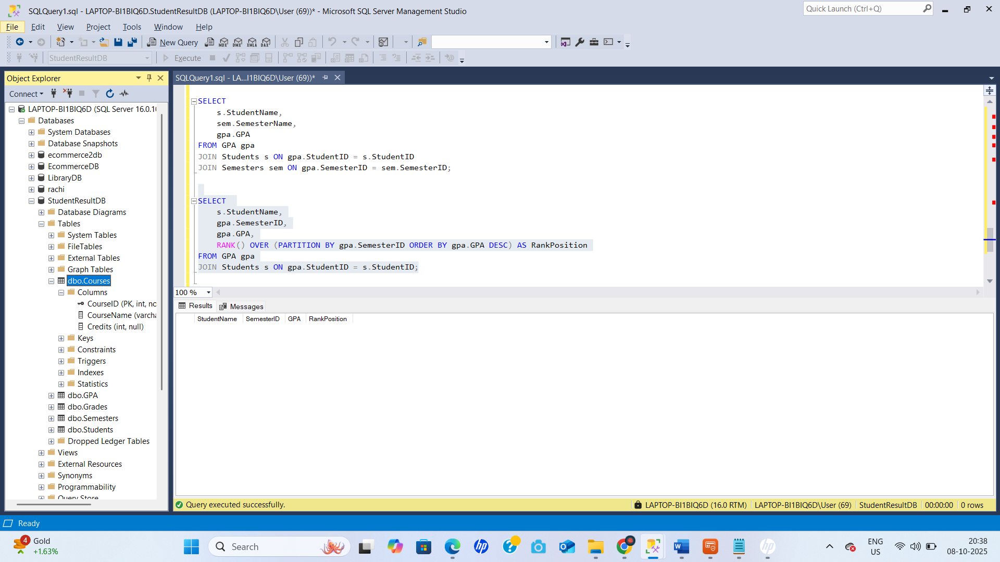 SQLQuery1.sql - LAPTOP-BI1BIQ6D.StudentResultDB (LAPTOP-BI1BIQ6D\User (69))* - Microsoft SQL Server Management Studio
Quick Launch (Ctrl+Q)
File Edit View Project Tools Window Help
New Query
MDX DMX XMLA DAX
StudentResultDB
Execute
Object Explorer
Connect
LAPTOP-BI1BIQ6D (SQL Server 16.0.10
Databases
System Databases
Database Snapshots
ecommerce2db
EcommerceDB
LibraryDB
rachi
StudentResultDB
Database Diagrams
Tables
System Tables
FileTables
External Tables
Graph Tables
dbo.Courses
Columns
CourseID (PK, int, nc
CourseName (varcha
Credits (int, null)
Keys
Constraints
Triggers
Indexes
Statistics
dbo.GPA
dbo.Grades
dbo.Semesters
dbo.Students
Dropped Ledger Tables
Views
External Resources
Synonyms
Programmability
Query Store
SQLQuery1.sql - LA...I1BIQ6D\User (69))*
SELECT
s.StudentName,
sem.SemesterName,
gpa.GPA
FROM GPA gpa
JOIN Students s ON gpa.StudentID = s.StudentID
JOIN Semesters sem ON gpa.SemesterID = sem.SemesterID;
SELECT
s.StudentName,
gpa.SemesterID,
gpa.GPA,
RANK() OVER (PARTITION BY gpa.SemesterID ORDER BY gpa.GPA DESC) AS RankPosition
FROM GPA gpa
JOIN Students s ON gpa.StudentID = s.StudentID;
100 %
Results Messages
StudentName SemesterID GPA RankPosition
Query executed successfully.
LAPTOP-BI1BIQ6D (16.0 RTM) LAPTOP-BI1BIQ6D\User (69) StudentResultDB 00:00:00 0 rows
Ready
4
Gold
+1.63%
Search
hp
W
hp
ENG
US
20:38
08-10-2025